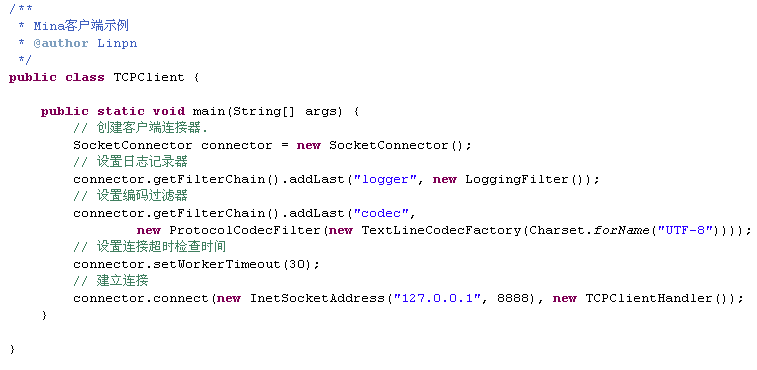 /**
 * Mina客户端示例
 * @author Linpn
 */
public class TCPClient {
    public static void main(String[] args) {
        // 创建客户端连接器.
        SocketConnector connector = new SocketConnector();
        // 设置日志记录器
        connector.getFilterChain().addLast("logger", new LoggingFilter());
        // 设置编码过滤器
        connector.getFilterChain().addLast("codec",
                new ProtocolCodecFilter(new TextLineCodecFactory(Charset.forName("UTF-8"))));
        // 设置连接超时检查时间
        connector.setWorkerTimeout(30);
        // 建立连接
        connector.connect(new InetSocketAddress("127.0.0.1", 8888), new TCPClientHandler());
    }
}